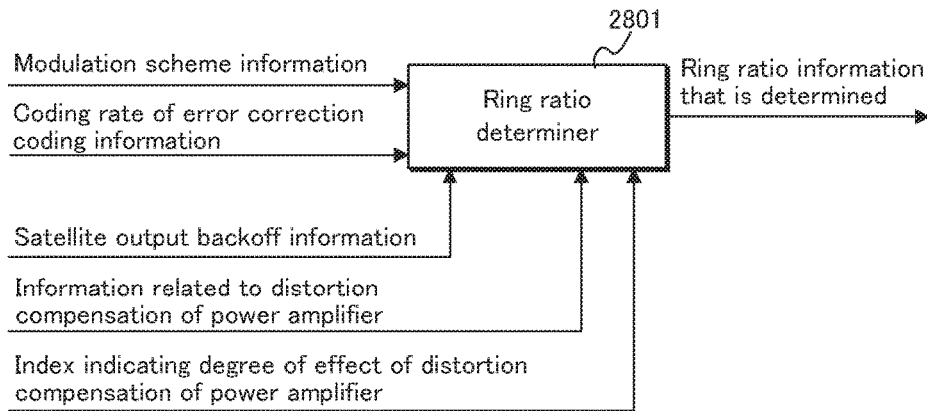 2801
Modulation scheme information
Coding rate of error correction
coding information
Ring ratio
determiner
Ring ratio information
that is determined
Satellite output backoff information
Information related to distortion
compensation of power amplifier
Index indicating degree of effect of distortion
compensation of power amplifier